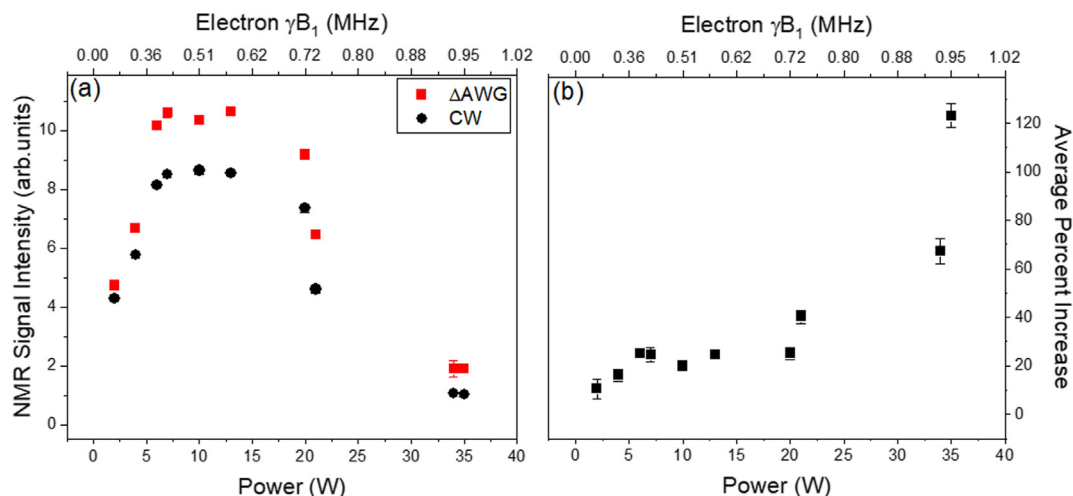 Electron γB₁ (MHz)
0.00 0.36 0.51 0.62 0.72 0.80 0.88 0.95 1.02
(a)
ΔAWG
CW
NMR Signal Intensity (arb.units)
10
8
6
4
2
0
0 5 10 15 20 25 30 35 40
Power (W)
Electron γB₁ (MHz)
0.00 0.36 0.51 0.62 0.72 0.80 0.88 0.95 1.02
(b)
120
100
80
60
40
20
0
Average Percent Increase
0 5 10 15 20 25 30 35 40
Power (W)